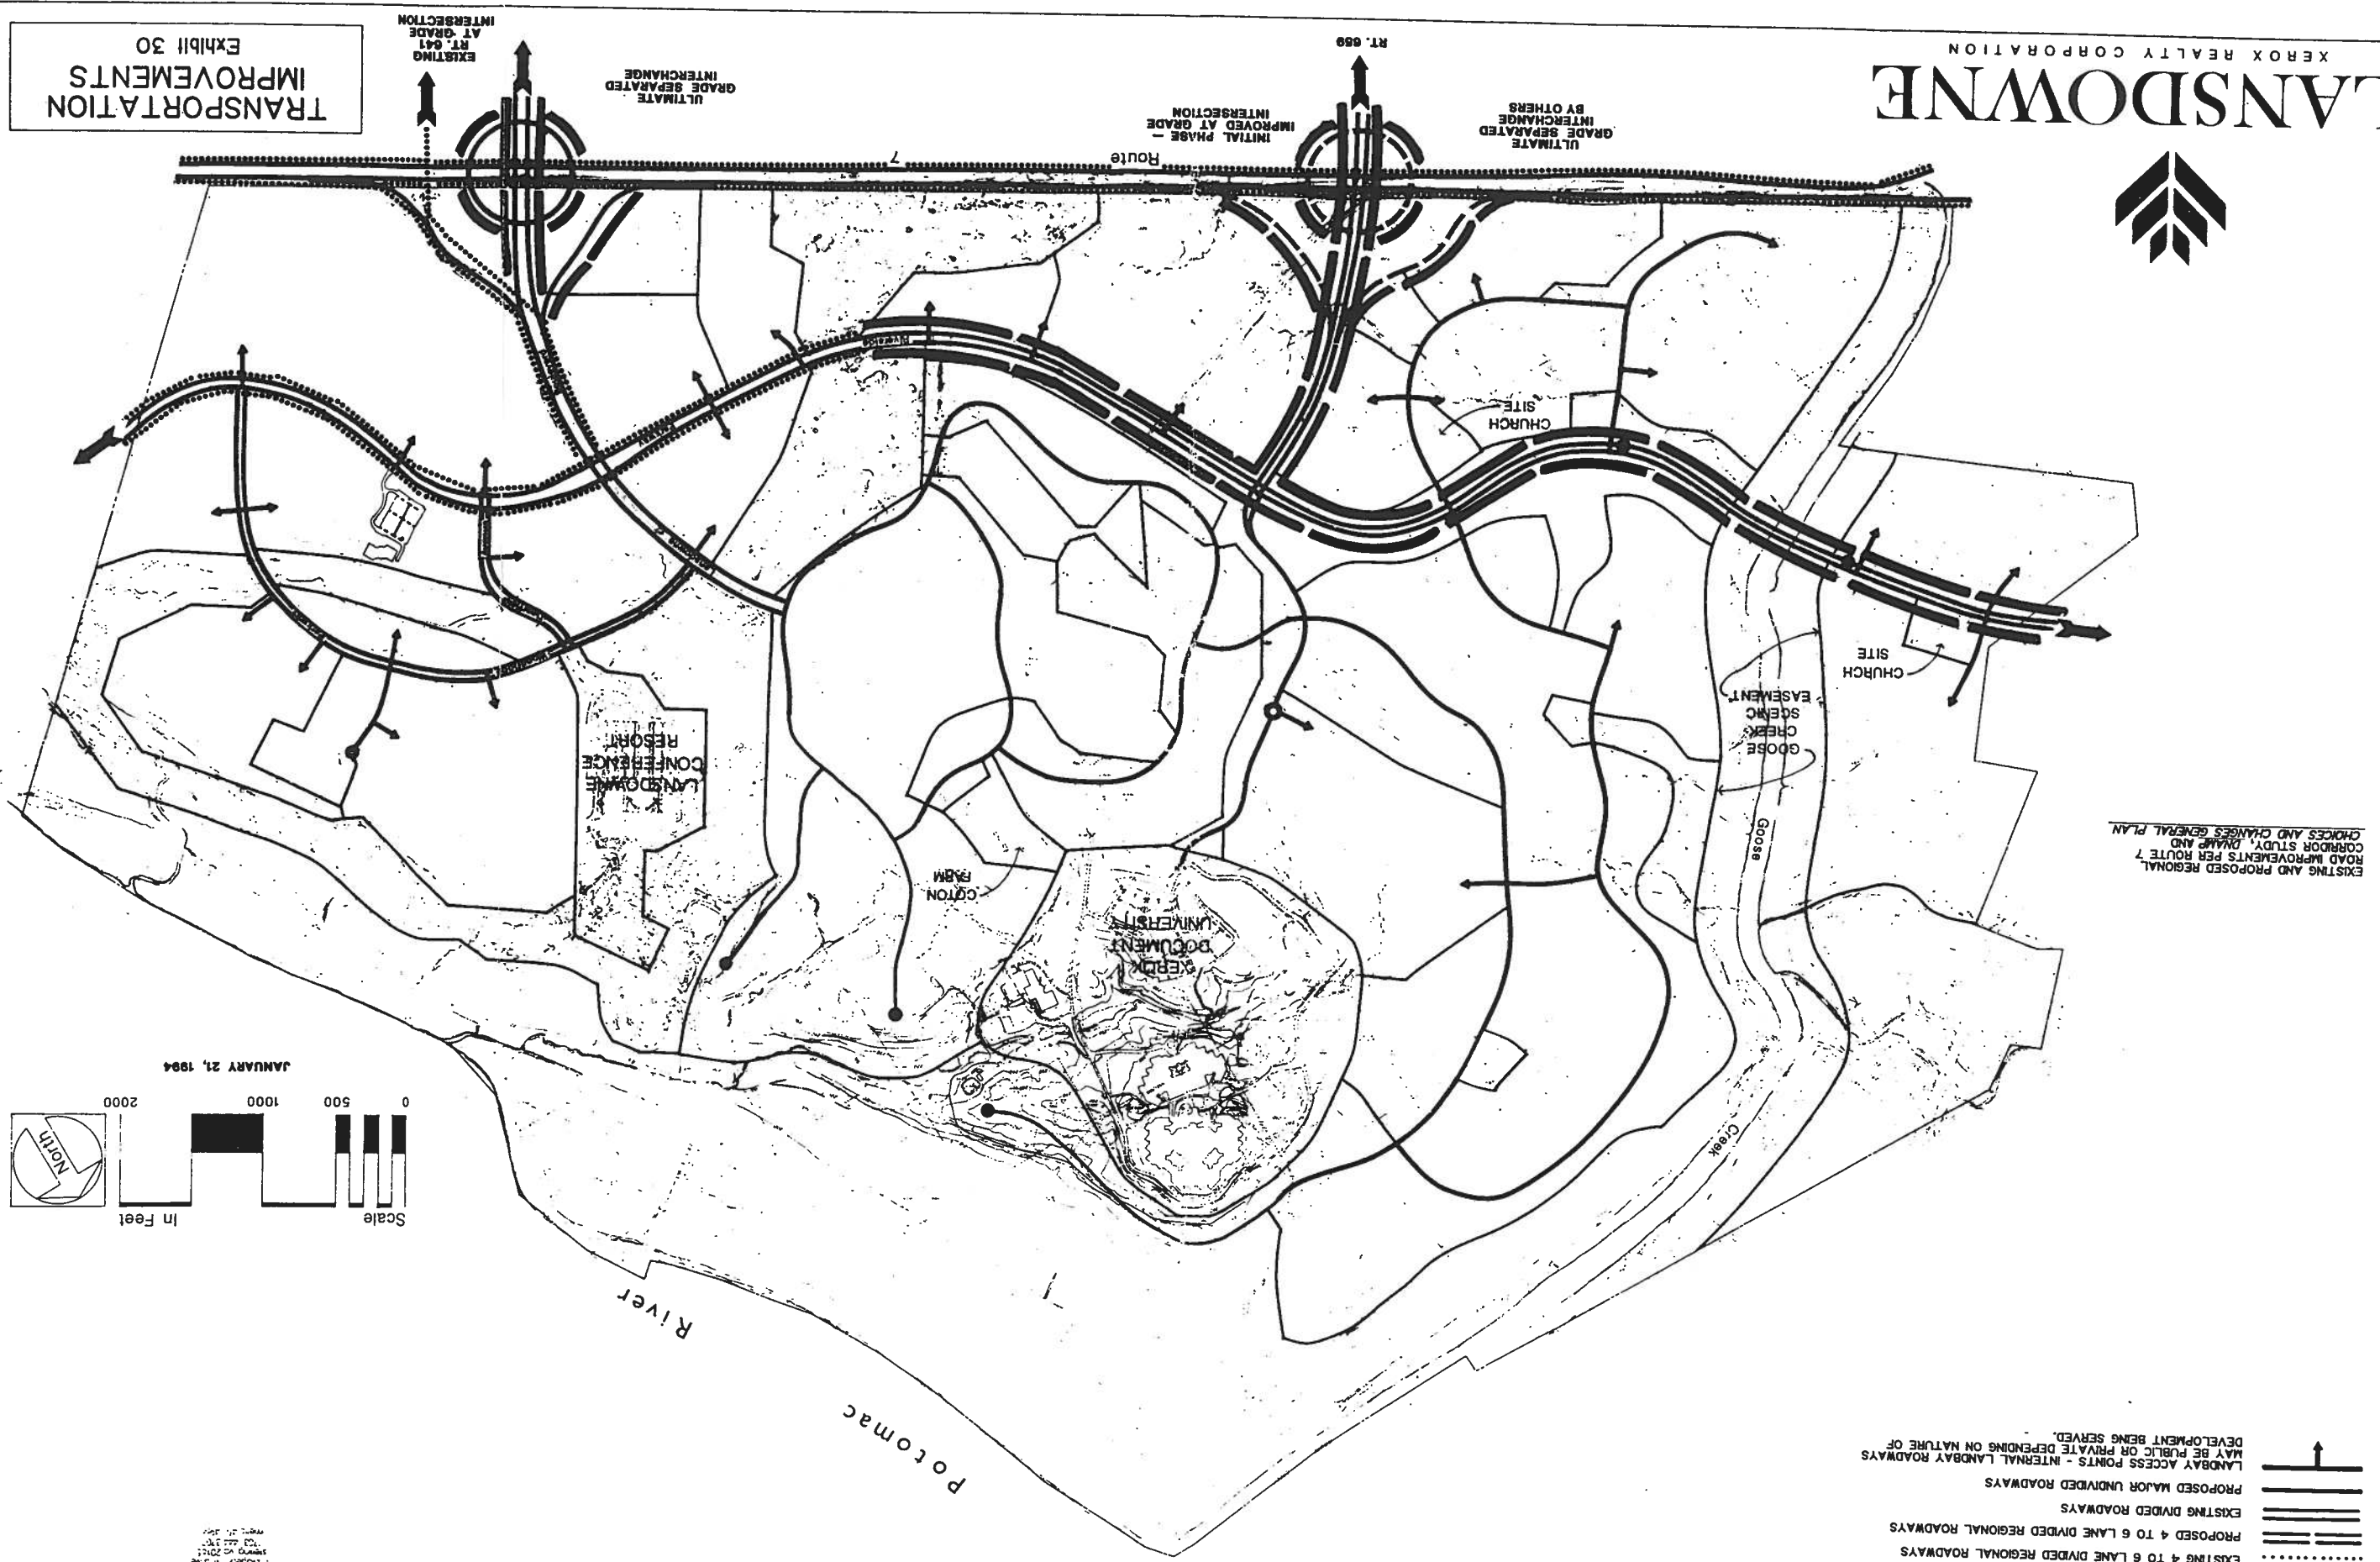 EXISTING 4 TO 6 LANE DIVIDED REGIONAL ROADWAYS
PROPOSED 4 TO 6 LANE DIVIDED REGIONAL ROADWAYS
EXISTING DIVIDED ROADWAYS
PROPOSED MAJOR UNDIVIDED ROADWAYS
LANDBAY ACCESS POINTS - INTERNAL LANDBAY ROADWAYS
MAY BE PUBLIC OR PRIVATE DEPENDING ON NATURE OF
DEVELOPMENT BEING SERVED.
Potomac
River
Scale
In Feet
0
500
1000
2000
North
JANUARY 21, 1994
Creek
Goose
EXISTING AND PROPOSED REGIONAL
ROAD IMPROVEMENTS PER ROUTE 7
CORRIDOR STUDY, DNAMP AND
CHOICES AND CHANGES GENERAL PLAN
XEROX
DOCUMENT
UNIVERSITY
COTON
FARM
LANSDOWNE
CONFERENCE
RESORT
GOOSE
CREEK
SCENIC
EASEMENT
CHURCH
SITE
CHURCH
SITE
Riverside
Parkway
Route
7
ULTIMATE
GRADE SEPARATED
INTERCHANGE
BY OTHERS
INITIAL PHASE -
IMPROVED AT GRADE
INTERSECTION
RT. 659
ULTIMATE
GRADE SEPARATED
INTERCHANGE
EXISTING
RT. 641
AT GRADE
INTERSECTION
LANSDOWNE
XEROX REALTY CORPORATION
TRANSPORTATION
IMPROVEMENTS
Exhibit 30